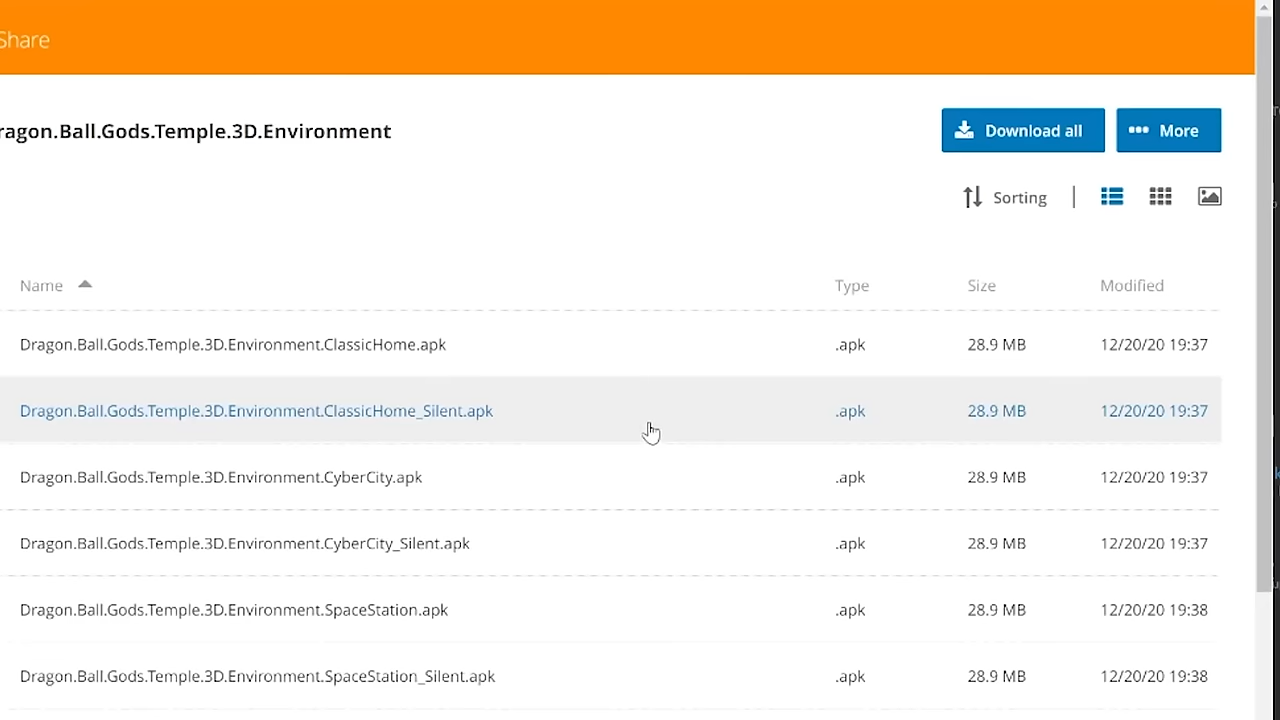 Share
ragon.Ball.Gods.Temple.3D.Environment
Download all
More
Sorting
Name Type Size Modified
Dragon.Ball.Gods.Temple.3D.Environment.ClassicHome.apk .apk 28.9 MB 12/20/20 19:37
Dragon.Ball.Gods.Temple.3D.Environment.ClassicHome_Silent.apk .apk 28.9 MB 12/20/20 19:37
Dragon.Ball.Gods.Temple.3D.Environment.CyberCity.apk .apk 28.9 MB 12/20/20 19:37
Dragon.Ball.Gods.Temple.3D.Environment.CyberCity_Silent.apk .apk 28.9 MB 12/20/20 19:37
Dragon.Ball.Gods.Temple.3D.Environment.SpaceStation.apk .apk 28.9 MB 12/20/20 19:38
Dragon.Ball.Gods.Temple.3D.Environment.SpaceStation_Silent.apk .apk 28.9 MB 12/20/20 19:38